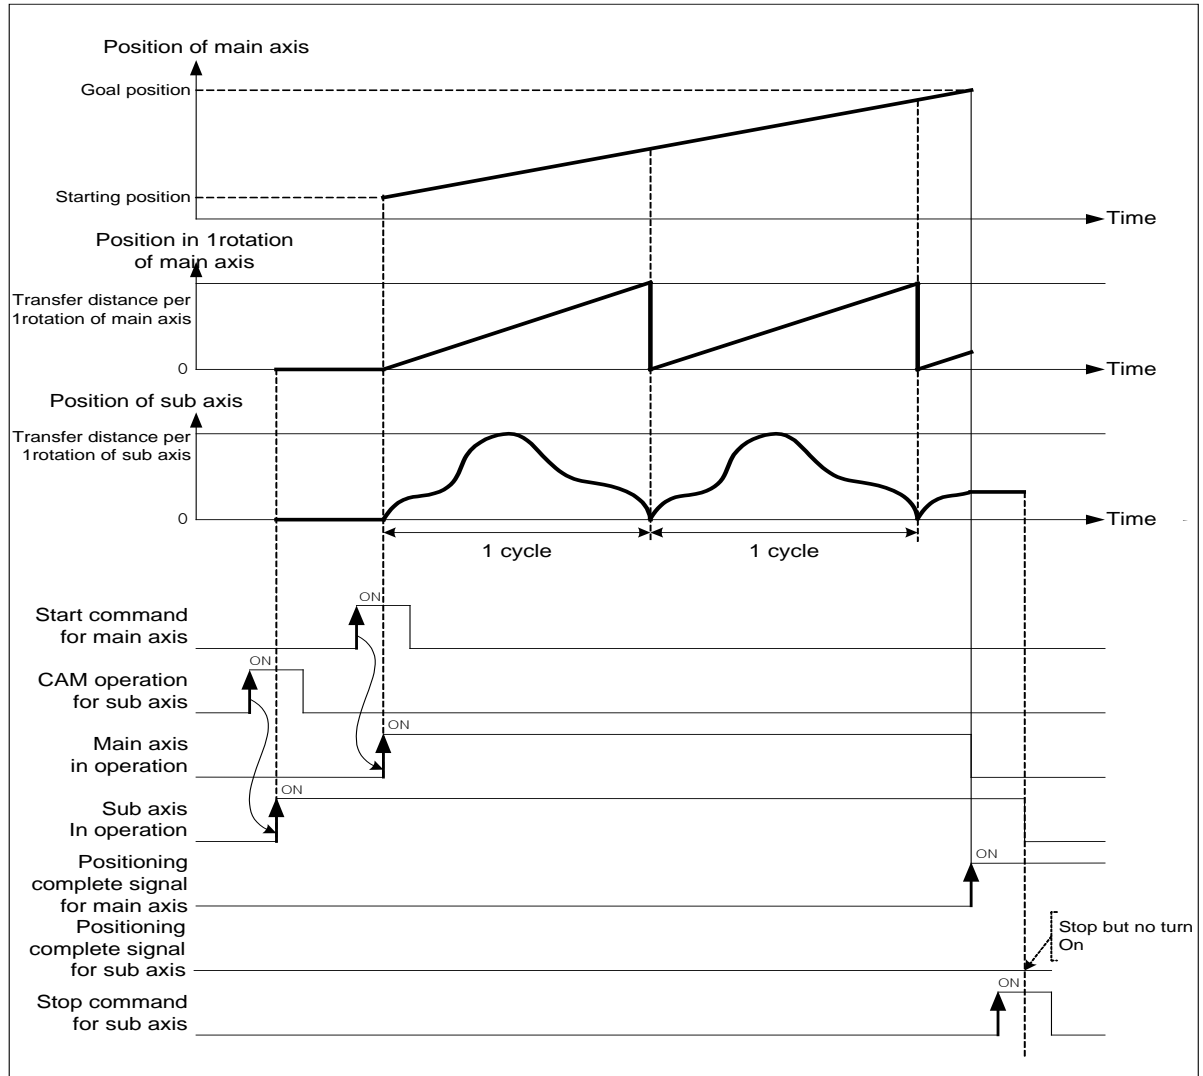 Position of main axis
Goal position
Starting position
Time
Position in 1rotation
of main axis
Transfer distance per
1rotation of main axis
0
Time
Position of sub axis
Transfer distance per
1rotation of sub axis
0
Time
1 cycle
1 cycle
ON
Start command
for main axis
ON
CAM operation
for sub axis
ON
Main axis
in operation
ON
Sub axis
In operation
ON
Positioning
complete signal
for main axis
Positioning
complete signal
for sub axis
Stop but no turn
On
ON
Stop command
for sub axis